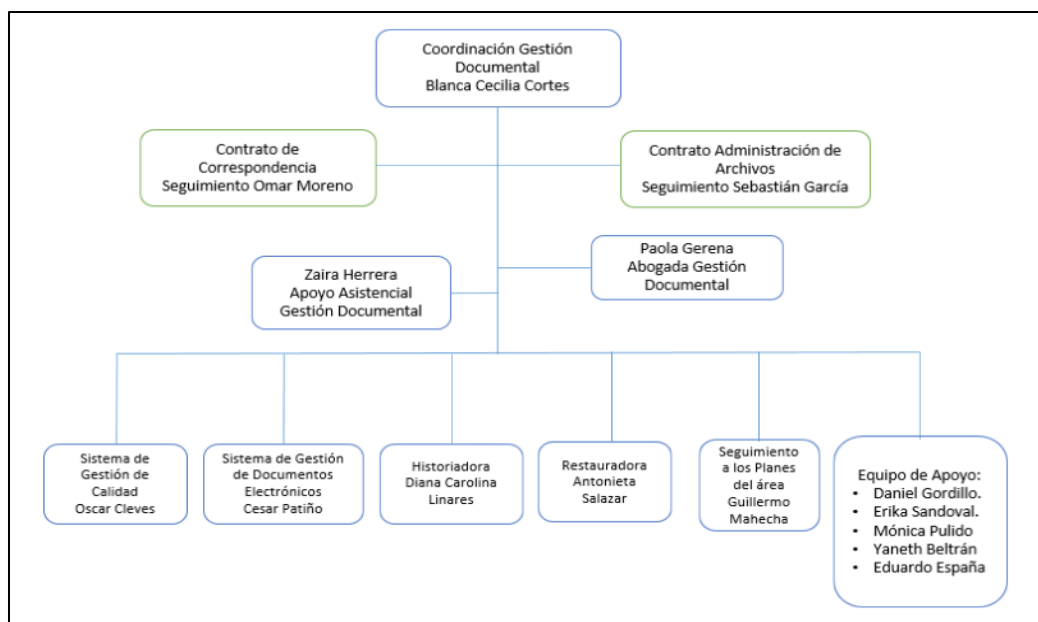 Coordinación Gestión
Documental
Blanca Cecilia Cortes
Contrato de
Correspondencia
Seguimiento Omar Moreno
Contrato Administración de
Archivos
Seguimiento Sebastián García
Paola Gerena
Abogada Gestión
Documental
Zaira Herrera
Apoyo Asistencial
Gestión Documental
Sistema de
Gestión de
Calidad
Oscar Cleves
Sistema de Gestión
de Documentos
Electrónicos
Cesar Patiño
Historiadora
Diana Carolina
Linares
Restauradora
Antonieta
Salazar
Seguimiento
a los Planes
del área
Guillermo
Mahecha
Equipo de Apoyo:
• Daniel Gordillo.
• Erika Sandoval.
• Mónica Pulido
• Yaneth Beltrán
• Eduardo España